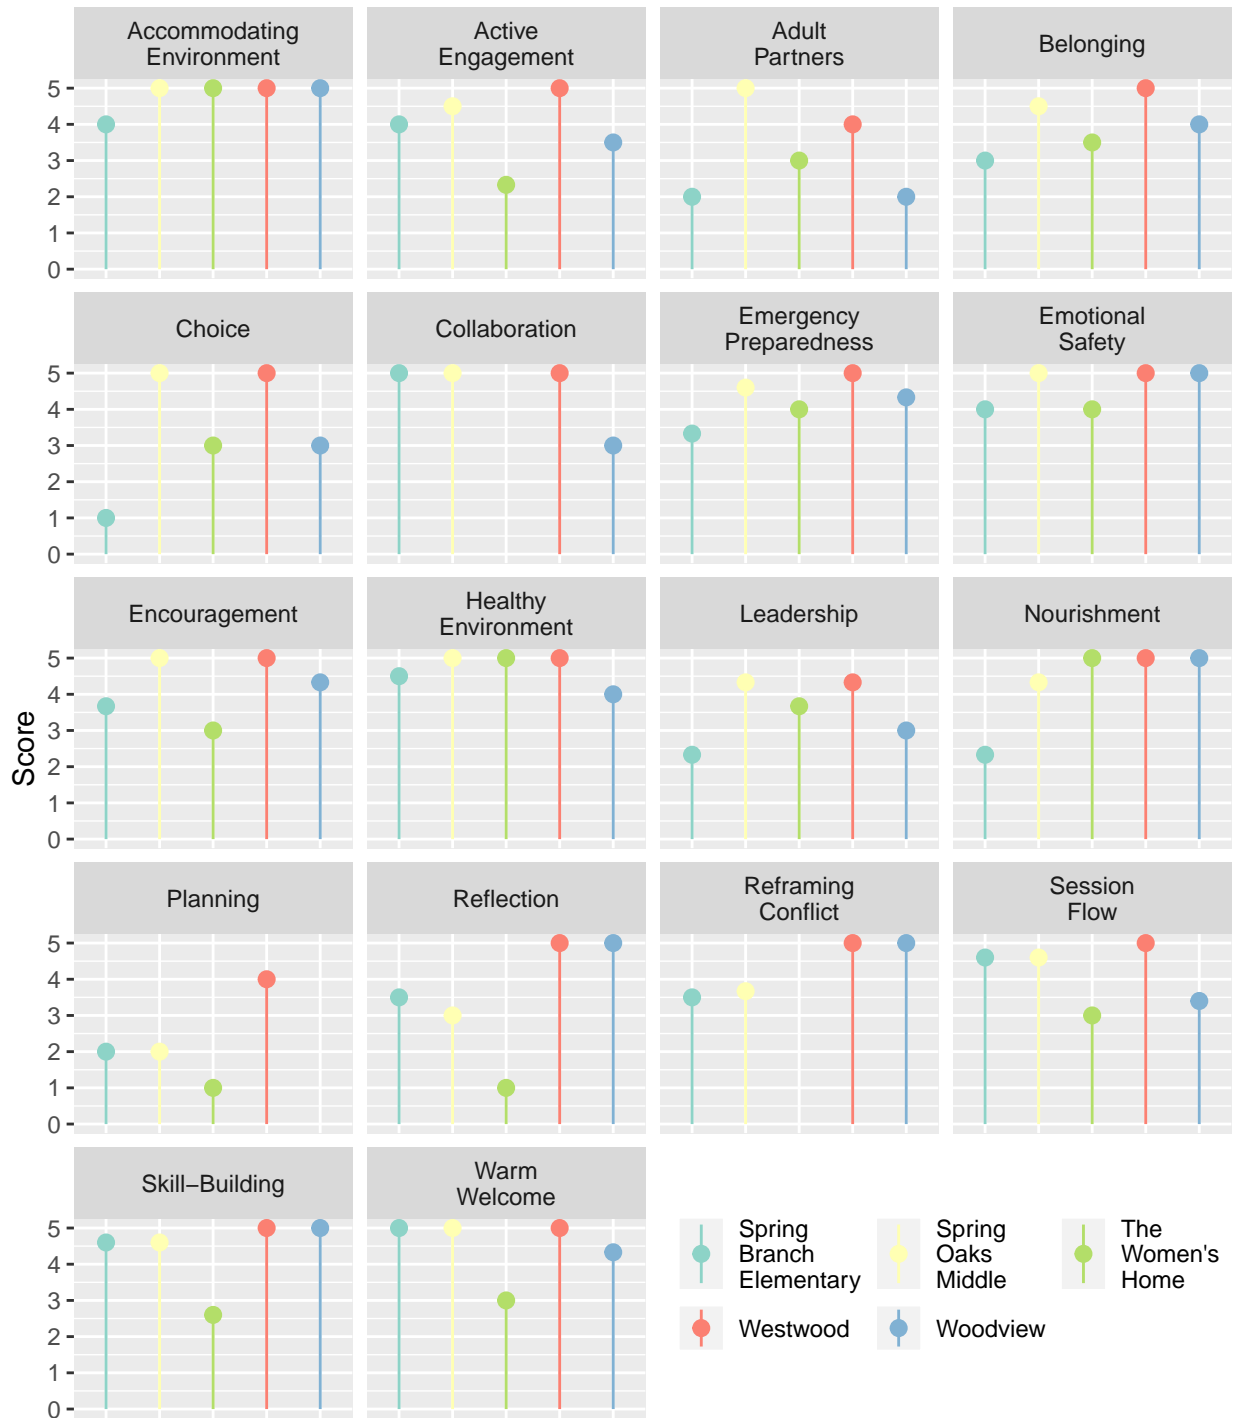 Accommodating
Environment
Active
Engagement
Adult
Partners
Belonging
5
4
3
2
1
0
Choice
Collaboration
Emergency
Preparedness
Emotional
Safety
5
4
3
2
1
0
Encouragement
Healthy
Environment
Leadership
Nourishment
5
4
3
2
1
0
Score
Planning
Reflection
Reframing
Conflict
Session
Flow
5
4
3
2
1
0
Skill−Building
Warm
Welcome
5
4
3
2
1
0
Spring
Branch
Elementary
Spring
Oaks
Middle
The
Women's
Home
Westwood
Woodview